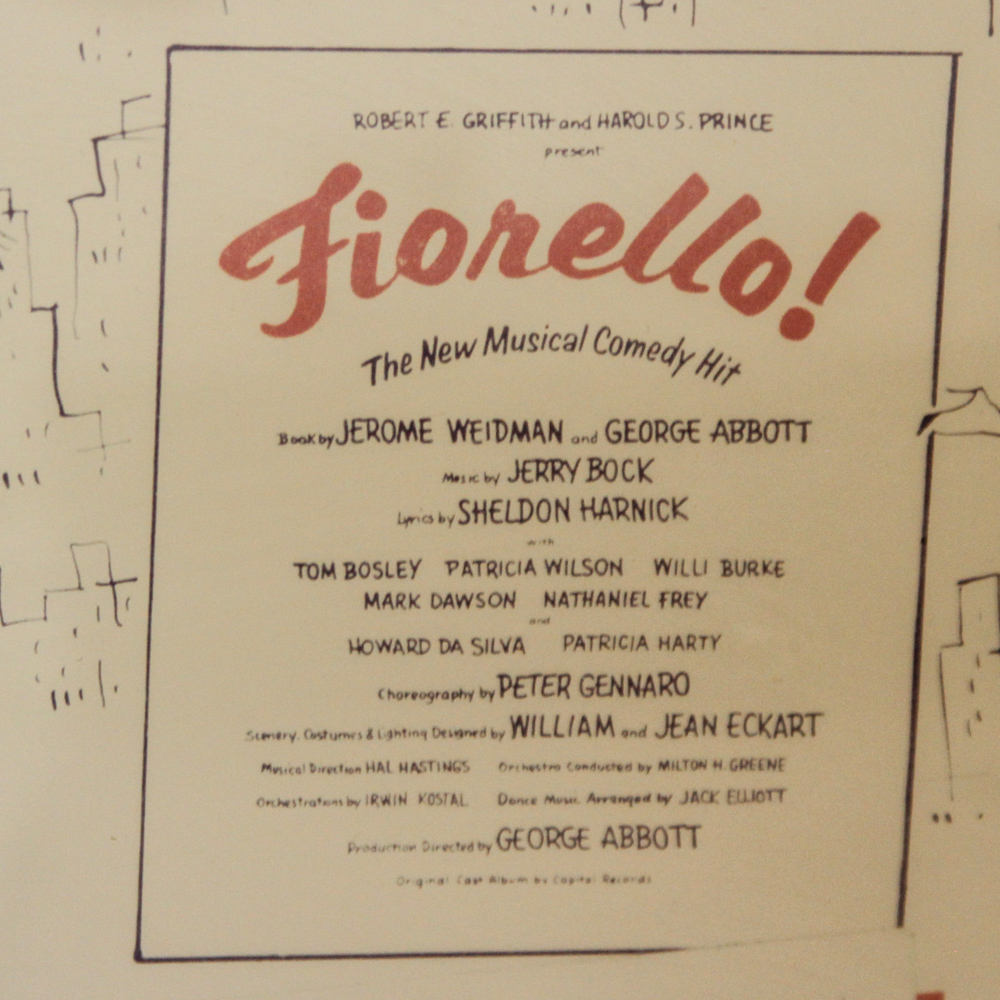 ROBERT E. GRIFFITH and HAROLD S. PRINCE
present
Fiorello!
The New Musical Comedy Hit
Book by JEROME WEIDMAN and GEORGE ABBOTT
Music by JERRY BOCK
Lyrics by SHELDON HARNICK
with
TOM BOSLEY PATRICIA WILSON WILLI BURKE
MARK DAWSON NATHANIEL FREY
and
HOWARD DA SILVA PATRICIA HARTY
Choreography by PETER GENNARO
Scenery, Costumes & Lighting Designed by WILLIAM and JEAN ECKART
Musical Direction HAL HASTINGS Orchestra Conducted by MILTON H. GREENE
Orchestrations by IRWIN KOSTAL Dance Music Arranged by JACK ELLIOTT
Production Directed by GEORGE ABBOTT
Original Cast Album by Capitol Records